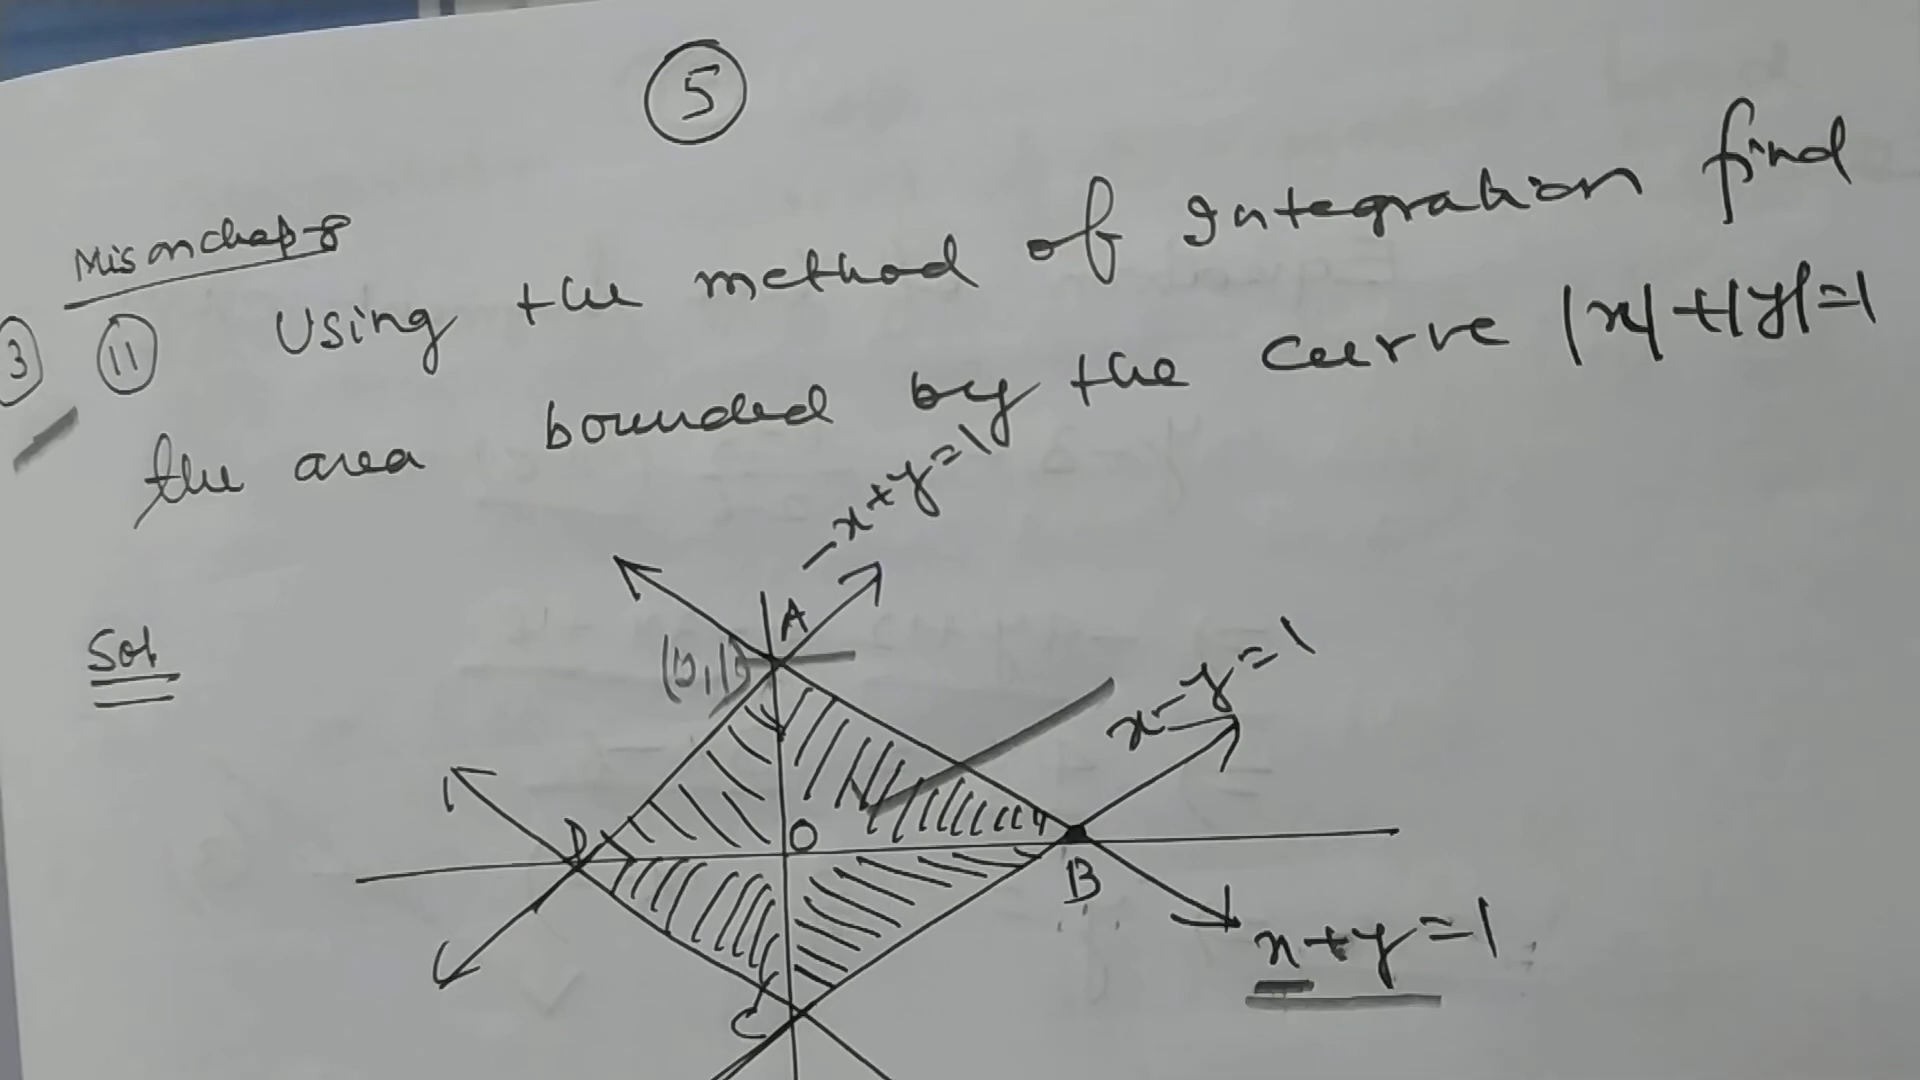 5
Mis on chap-8
3 11 Using the method of Integration find
the area bounded by the curve |x|+|y|=1
-x+y=1
Sol
A
(0,1)
x-y=1
D
O
B
x+y=1
C